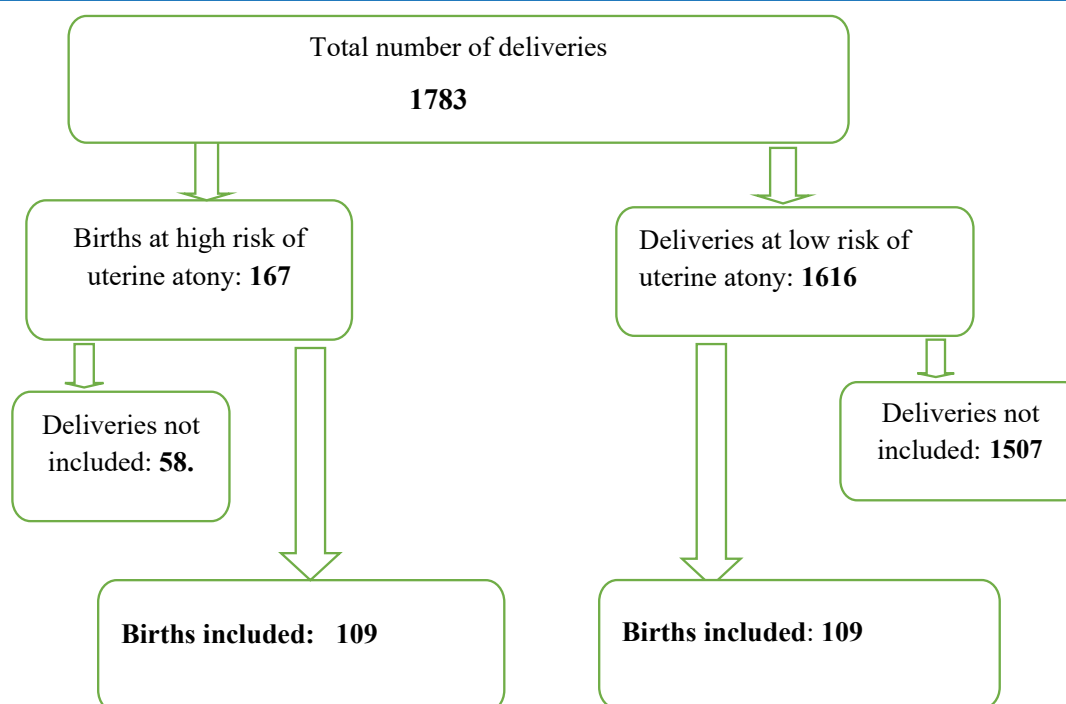 Total number of deliveries
1783
Births at high risk of
uterine atony: 167
Deliveries at low risk of
uterine atony: 1616
Deliveries not
included: 58.
Deliveries not
included: 1507
Births included: 109
Births included: 109